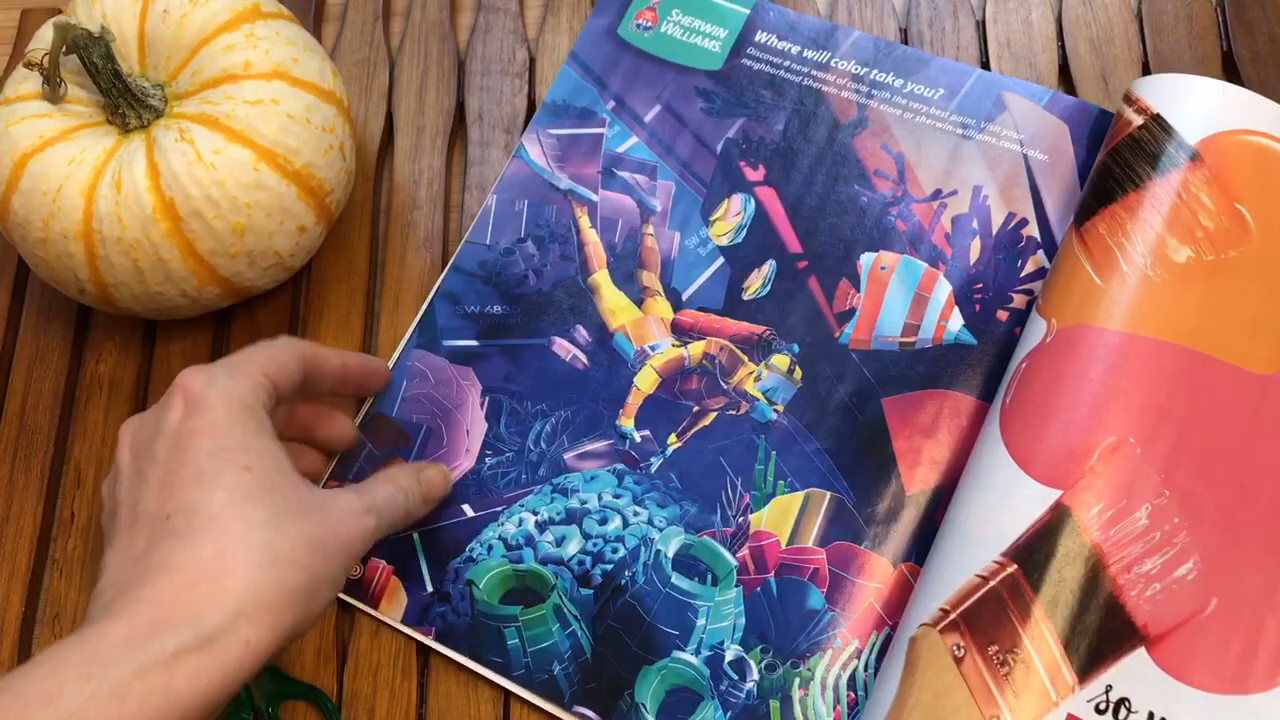 SHERWIN
WILLIAMS.
Where will color take you?
Discover a new world of color with the very best paint. Visit your
neighborhood Sherwin-Williams store or sherwin-williams.com/color.
SW 6830
so